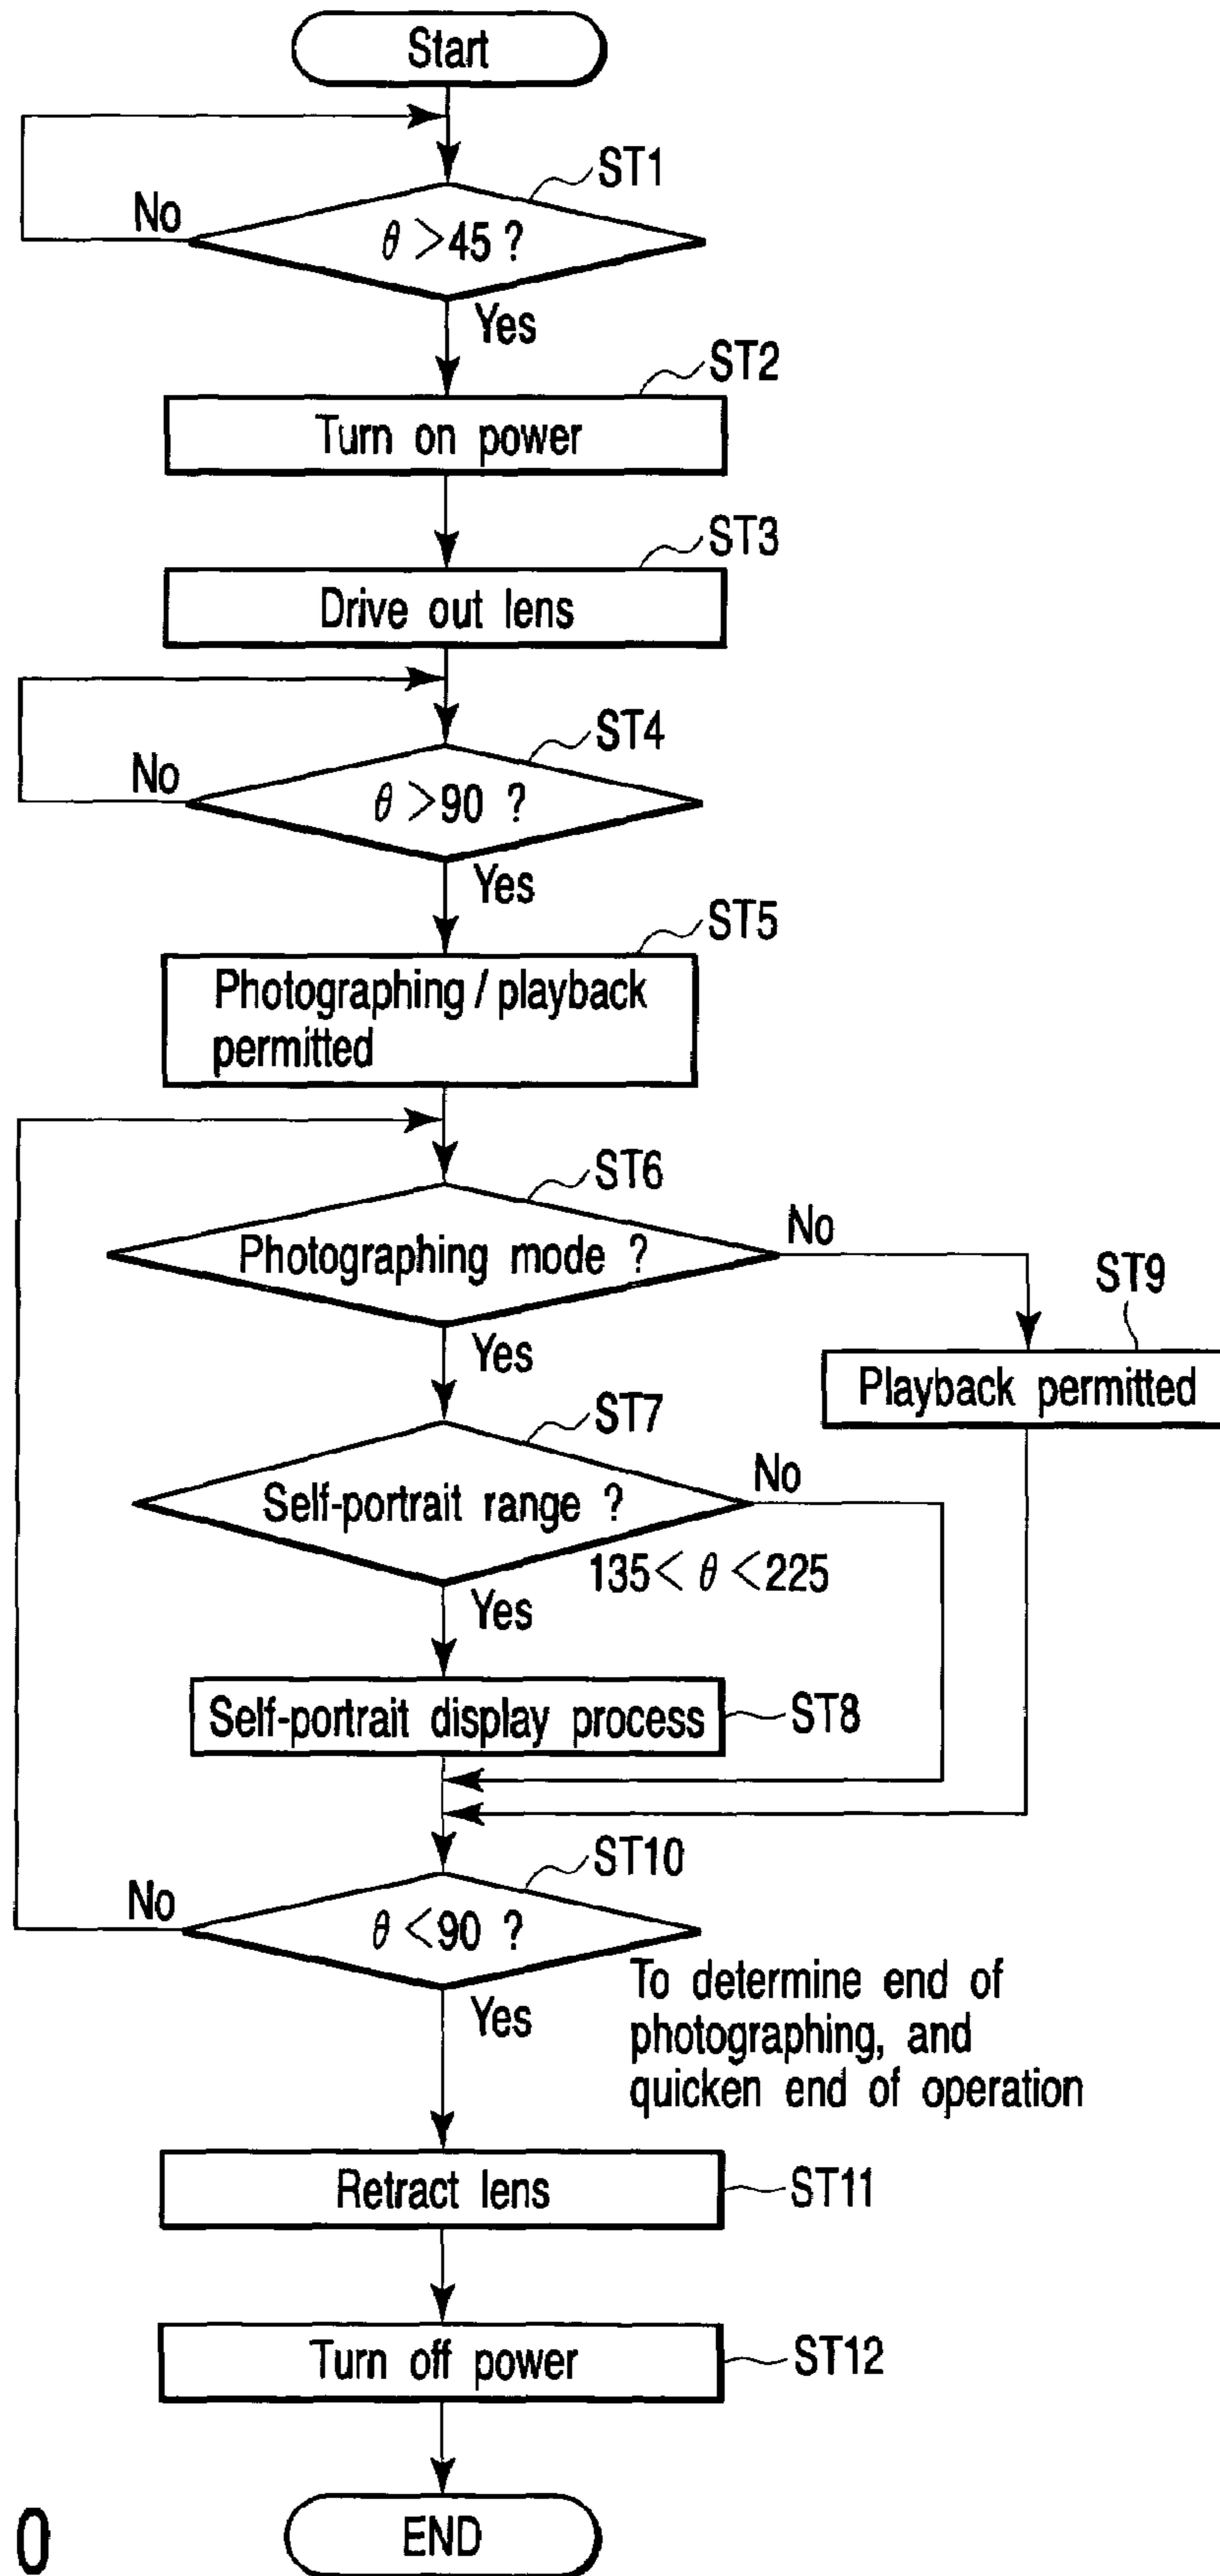 Start
ST1
No
θ >45 ?
Yes
ST2
Turn on power
ST3
Drive out lens
ST4
No
θ >90 ?
Yes
ST5
Photographing / playback
permitted
ST6
No
Photographing mode ?
ST9
Yes
Playback permitted
ST7
No
Self-portrait range ?
135< θ <225
Yes
Self-portrait display process
ST8
ST10
No
θ <90 ?
To determine end of
photographing, and
quicken end of operation
Yes
Retract lens
ST11
Turn off power
ST12
END
0